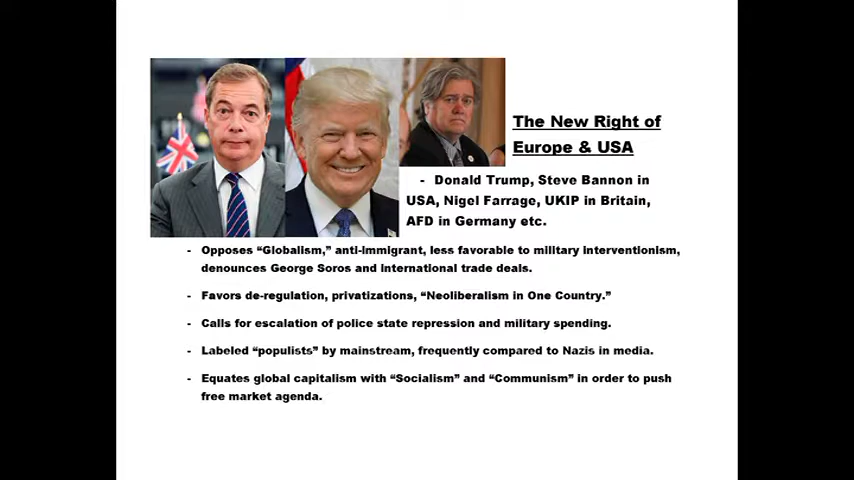 The New Right of
Europe & USA
- Donald Trump, Steve Bannon in
USA, Nigel Farrage, UKIP in Britain,
AFD in Germany etc.
- Opposes “Globalism,” anti-immigrant, less favorable to military interventionism,
denounces George Soros and international trade deals.
- Favors de-regulation, privatizations, “Neoliberalism in One Country.”
- Calls for escalation of police state repression and military spending.
- Labeled “populists” by mainstream, frequently compared to Nazis in media.
- Equates global capitalism with “Socialism” and “Communism” in order to push
free market agenda.